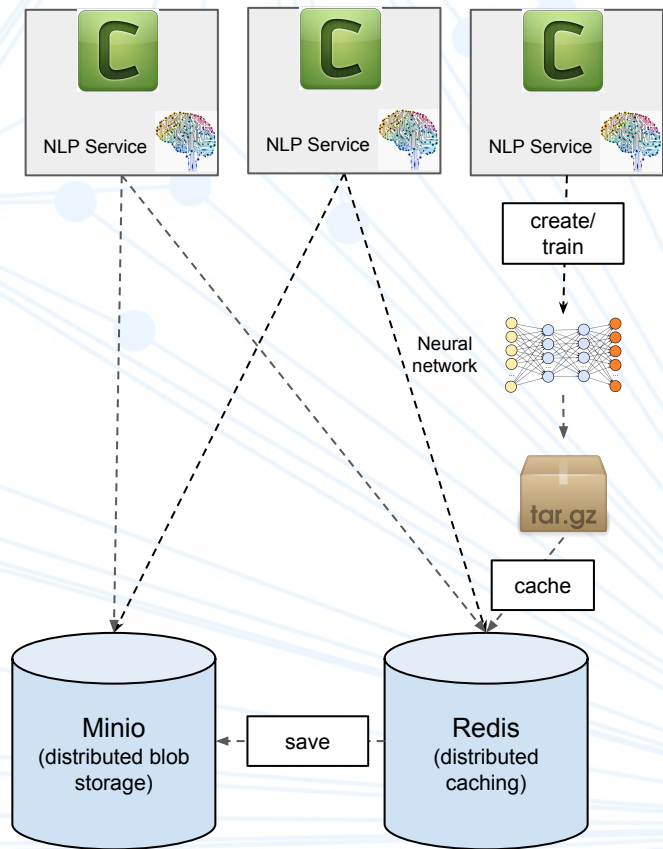 C
C
C
NLP Service
NLP Service
NLP Service
create/
train
Neural
network
tar.gz
cache
Minio
(distributed blob
storage)
save
Redis
(distributed
caching)